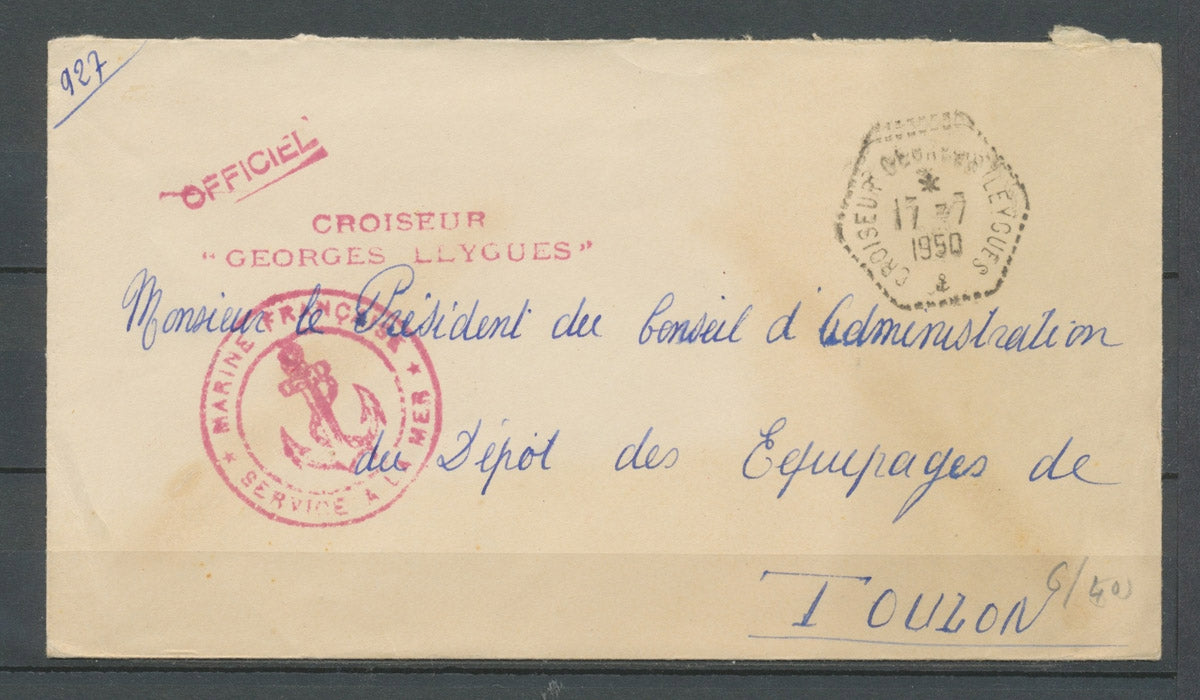 927
OFFICIEL
CROISEUR
"GEORGES LEYGUES"
CROISEUR GEORGES LEYGUES
*
17 -7
1950
MARINE FRANÇAISE ★ SERVICE A LA MER ★
Monsieur le Président du Conseil d'Administration
du Dépôt des Equipages de
TOULON